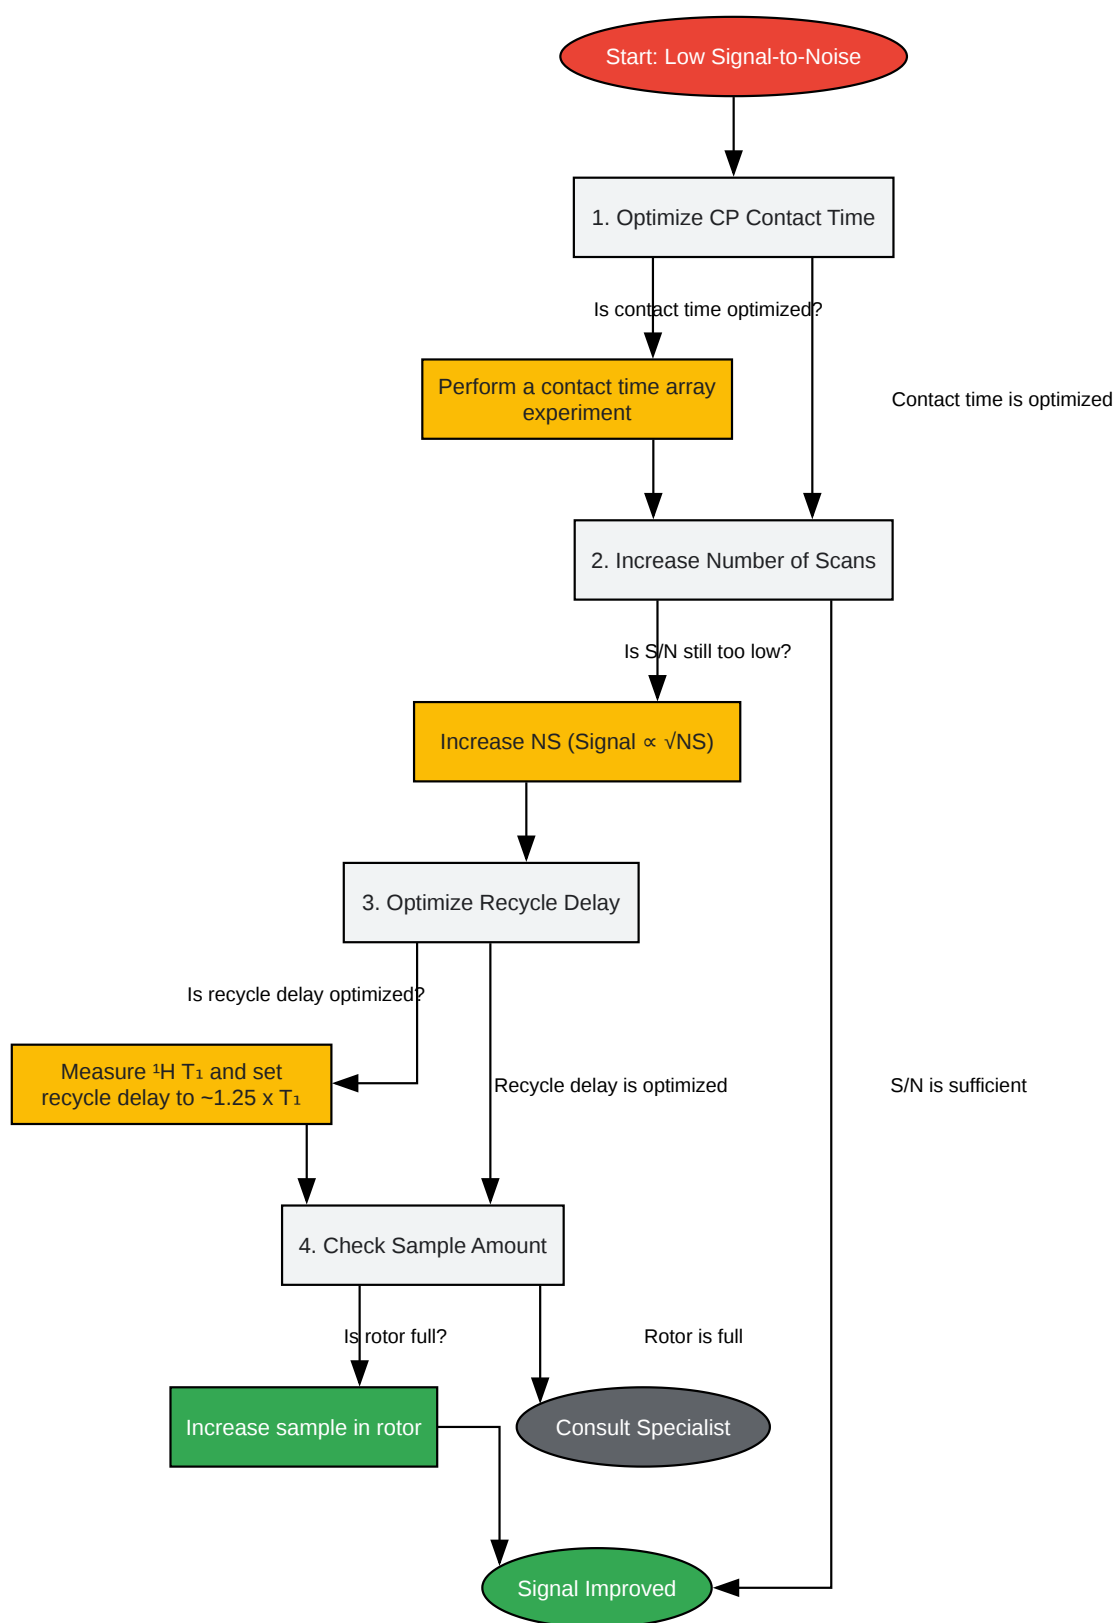 Start: Low Signal-to-Noise
1. Optimize CP Contact Time
Is contact time optimized?
Perform a contact time array
experiment
Contact time is optimized
2. Increase Number of Scans
Is S/N still too low?
Increase NS (Signal ∝ √NS)
3. Optimize Recycle Delay
Is recycle delay optimized?
Measure ¹H T₁ and set
recycle delay to ~1.25 x T₁
Recycle delay is optimized
S/N is sufficient
4. Check Sample Amount
Is rotor full?
Rotor is full
Increase sample in rotor
Consult Specialist
Signal Improved